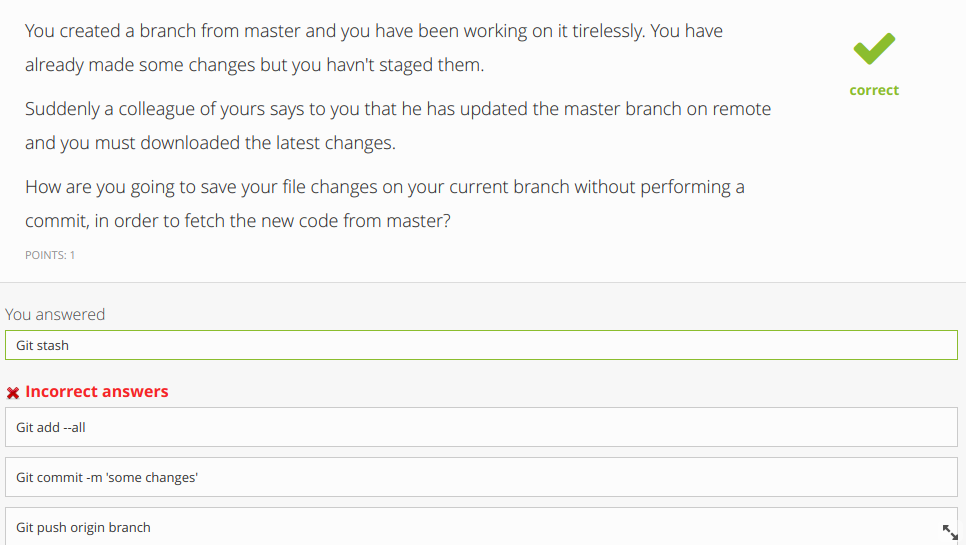 You created a branch from master and you have been working on it tirelessly. You have
already made some changes but you havn't staged them.
correct
Suddenly a colleague of yours says to you that he has updated the master branch on remote
and you must downloaded the latest changes.
How are you going to save your file changes on your current branch without performing a
commit, in order to fetch the new code from master?
POINTS: 1
You answered
Git stash
Incorrect answers
Git add --all
Git commit -m 'some changes'
Git push origin branch